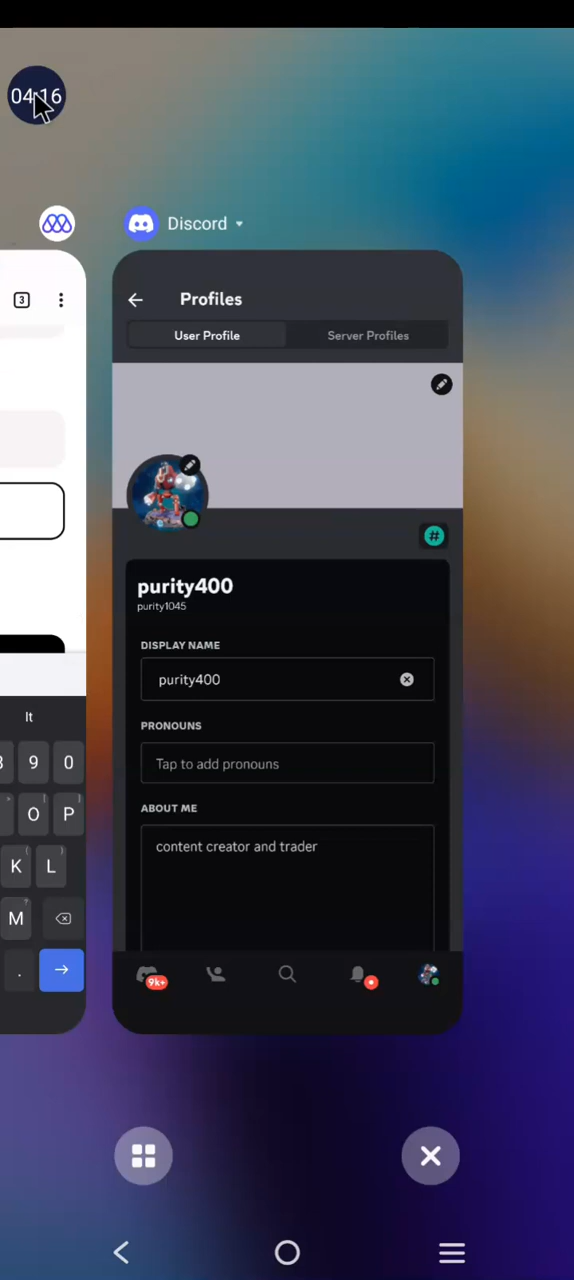 04:16
Discord
3
Profiles
User Profile
Server Profiles
#
purity400
purity1045
DISPLAY NAME
purity400
PRONOUNS
Tap to add pronouns
ABOUT ME
content creator and trader
It
9 0
O P
K L
M
.
9k+